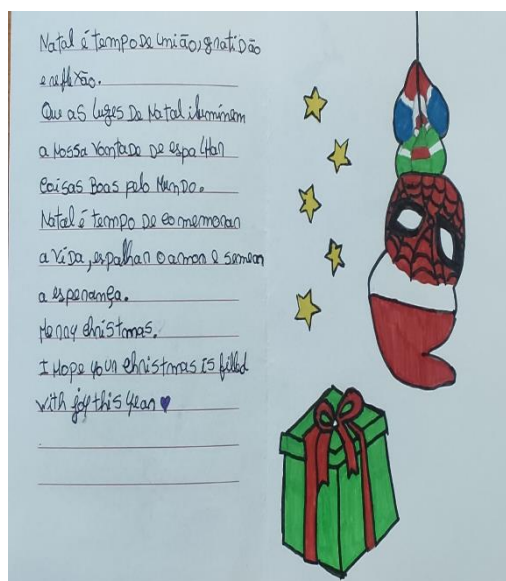 Natal é tempo de união, gratidão
e reflexão.
Que as luzes do Natal iluminem
a nossa vontade de espalhar
coisas boas pelo mundo.
Natal é tempo de comemorar
a vida, espalhar o amor e semear
a esperança.
Merry christmas.
I Hope your christmas is filled
with joy this year ♥